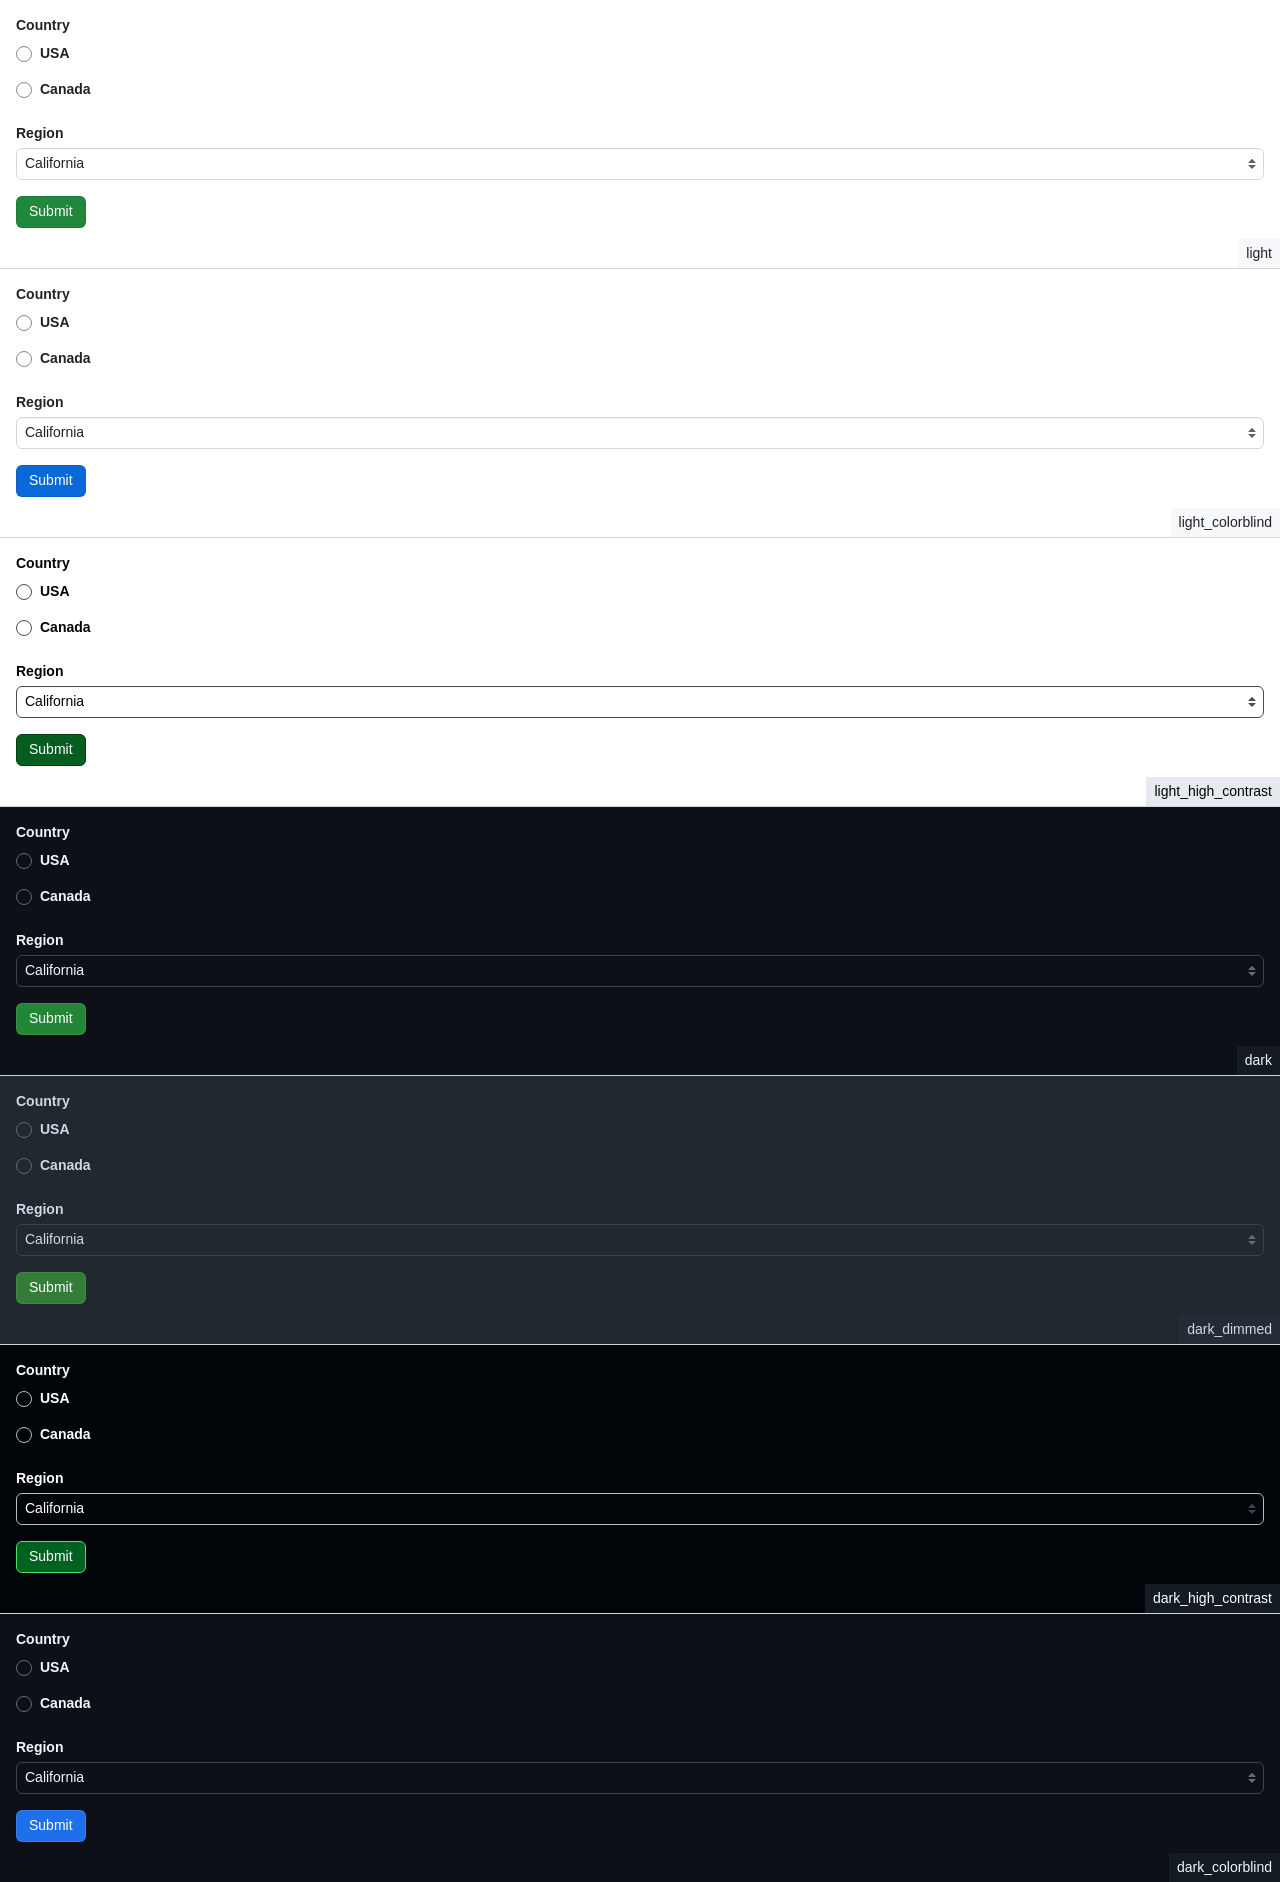 Country
USA
Canada
Region
California
Submit
light
Country
USA
Canada
Region
California
Submit
light_colorblind
Country
USA
Canada
Region
California
Submit
light_high_contrast
Country
USA
Canada
Region
California
Submit
dark
Country
USA
Canada
Region
California
Submit
dark_dimmed
Country
USA
Canada
Region
California
Submit
dark_high_contrast
Country
USA
Canada
Region
California
Submit
dark_colorblind